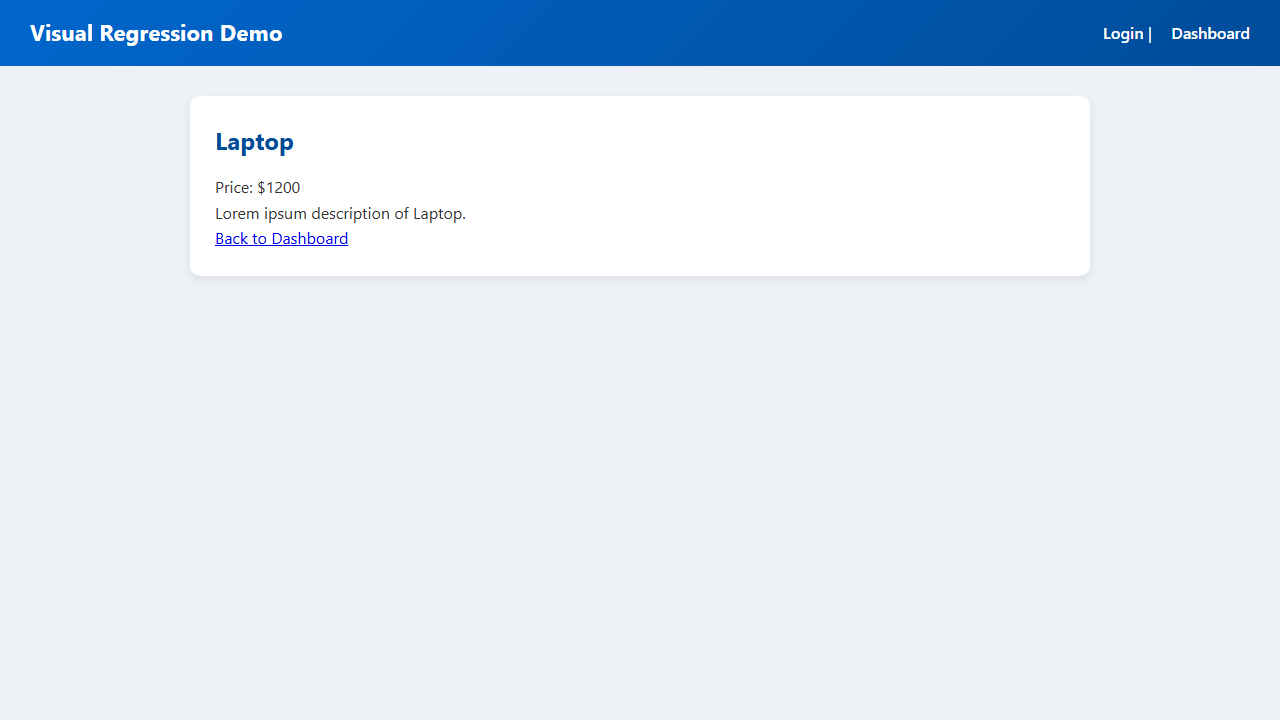 Visual Regression Demo
Login | Dashboard
Laptop
Price: $1200
Lorem ipsum description of Laptop.
Back to Dashboard